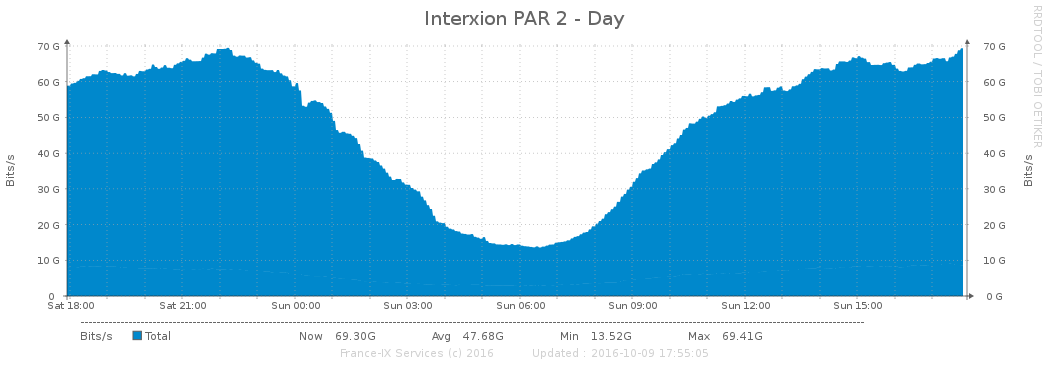 Interxion PAR 2 - Day
RRDTOOL / TOBI OETIKER
Bits/s
70 G 70 G
60 G 60 G
50 G 50 G
40 G 40 G
30 G 30 G
20 G 20 G
10 G 10 G
0 0 G
Bits/s
Sat 18:00 Sat 21:00 Sun 00:00 Sun 03:00 Sun 06:00 Sun 09:00 Sun 12:00 Sun 15:00
Bits/s Total Now 69.30G Avg 47.68G Min 13.52G Max 69.41G
France-IX Services (c) 2016 Updated : 2016-10-09 17:55:05